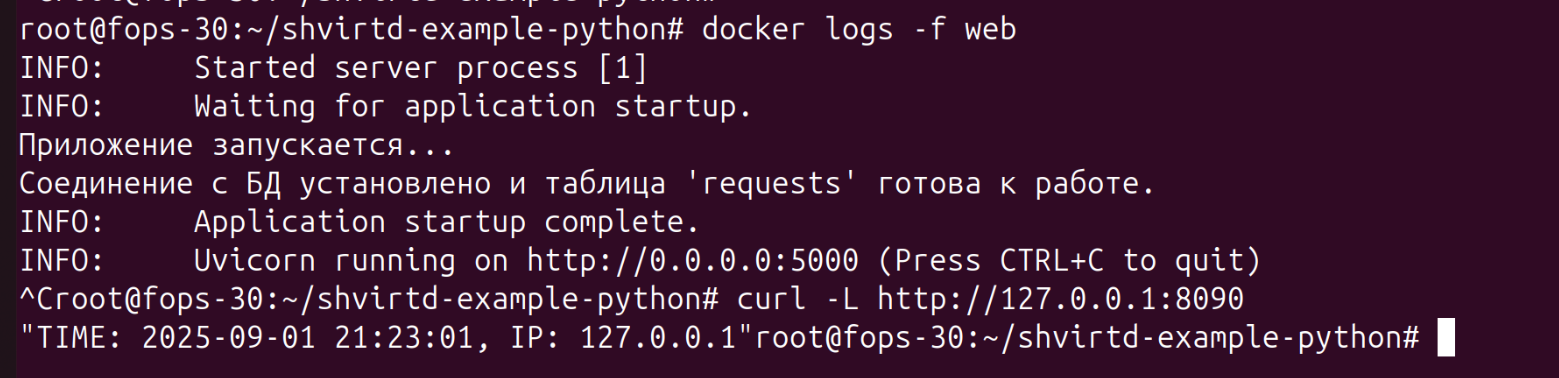 root@fops-30:~/shvirtd-example-python# docker logs -f web
INFO:     Started server process [1]
INFO:     Waiting for application startup.
Приложение запускается...
Соединение с БД установлено и таблица 'requests' готова к работе.
INFO:     Application startup complete.
INFO:     Uvicorn running on http://0.0.0.0:5000 (Press CTRL+C to quit)
^Croot@fops-30:~/shvirtd-example-python# curl -L http://127.0.0.1:8090
"TIME: 2025-09-01 21:23:01, IP: 127.0.0.1"root@fops-30:~/shvirtd-example-python#